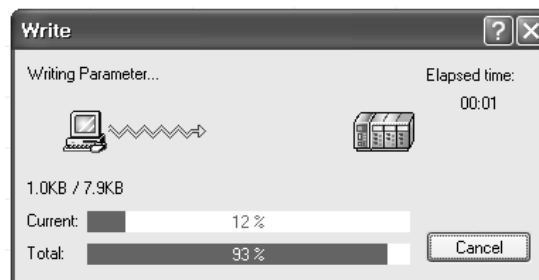 Write
Writing Parameter...
Elapsed time:
00:01
1.0KB / 7.9KB
Current: 12 %
Total: 93 %
Cancel